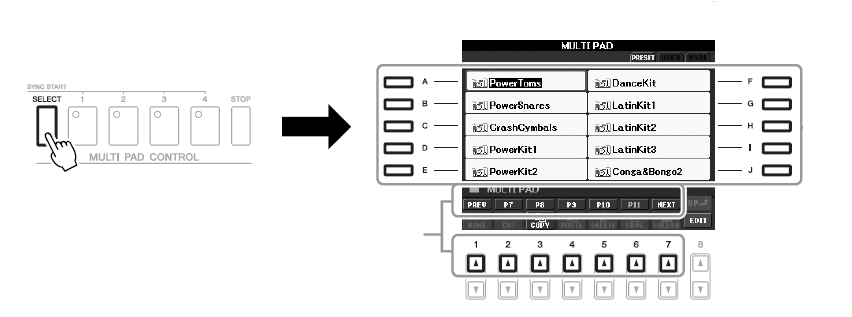 SYNC START
SELECT 1 2 3 4 STOP
MULTI PAD CONTROL
MULTI PAD
PRESET USER
A PowerToms DanceKit F
B PowerSnares LatinKit1 G
C CrashCymbals LatinKit2 H
D PowerKit1 LatinKit3 I
E PowerKit2 Conga&Bongo2 J
MULTI PAD
PREV P7 P8 P9 P10 P11 NEXT UP
COPY EDIT
1 2 3 4 5 6 7 8